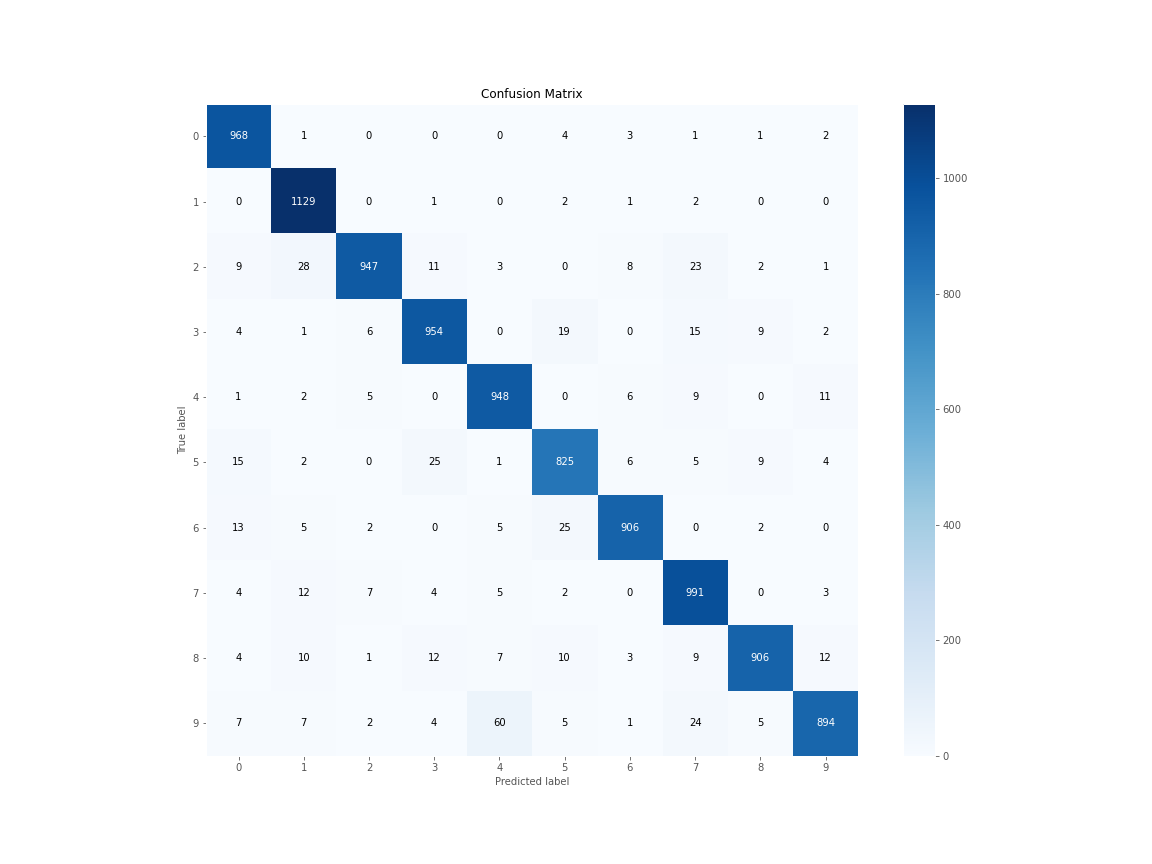 Confusion Matrix
0 968 1 0 0 0 4 3 1 1 2
1 0 1129 0 1 0 2 1 2 0 0
1000
2 9 28 947 11 3 0 8 23 2 1
800
3 4 1 6 954 0 19 0 15 9 2
4 1 2 5 0 948 0 6 9 0 11
600
True label
5 15 2 0 25 1 825 6 5 9 4
400
6 13 5 2 0 5 25 906 0 2 0
7 4 12 7 4 5 2 0 991 0 3
200
8 4 10 1 12 7 10 3 9 906 12
9 7 7 2 4 60 5 1 24 5 894
0
0 1 2 3 4 5 6 7 8 9
Predicted label